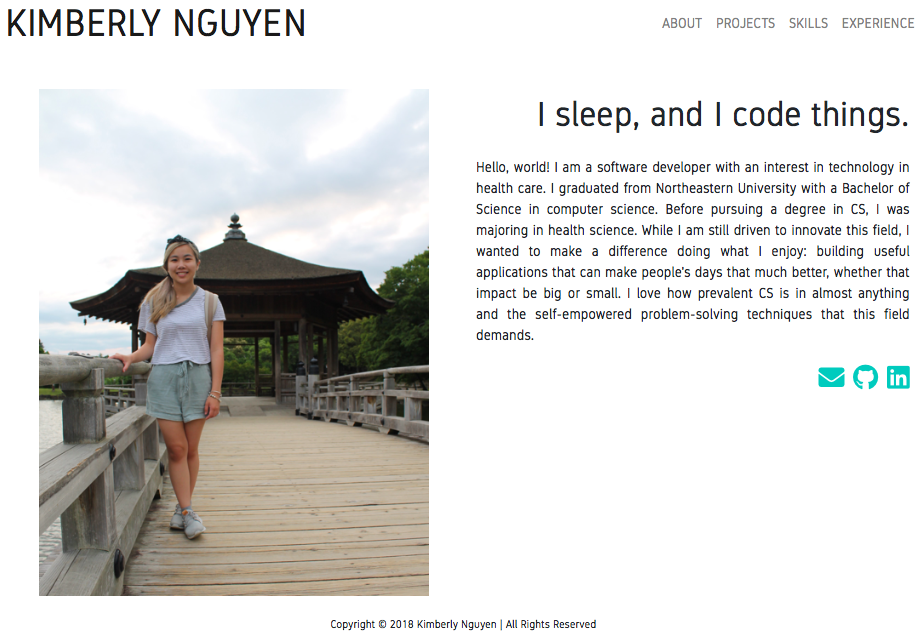 KIMBERLY NGUYEN
ABOUT PROJECTS SKILLS EXPERIENCE
I sleep, and I code things.
Hello, world! I am a software developer with an interest in technology in
health care. I graduated from Northeastern University with a Bachelor of
Science in computer science. Before pursuing a degree in CS, I was
majoring in health science. While I am still driven to innovate this field, I
wanted to make a difference doing what I enjoy: building useful
applications that can make people's days that much better, whether that
impact be big or small. I love how prevalent CS is in almost anything
and the self-empowered problem-solving techniques that this field
demands.
in
Copyright © 2018 Kimberly Nguyen | All Rights Reserved